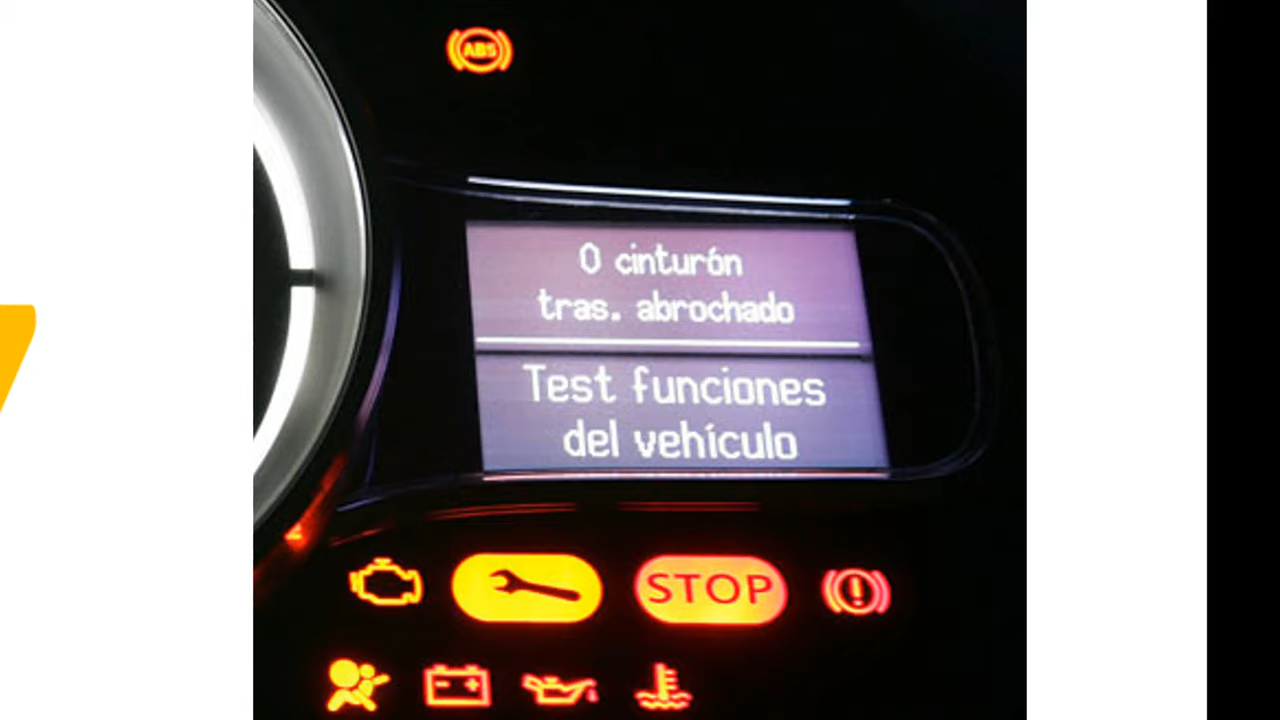 ABS
0 cinturón
tras. abrochado
Test funciones
del vehículo
STOP